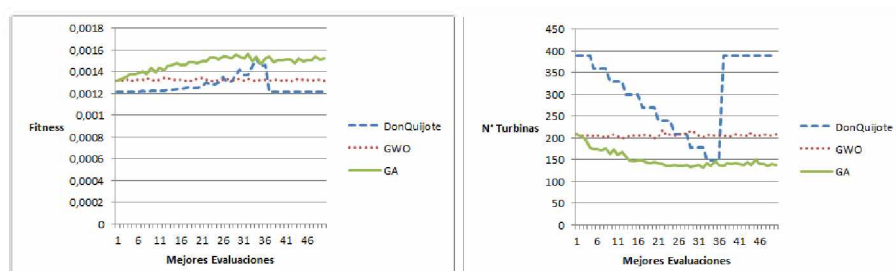 0,0018
0,0016
0,0014
0,0012
0,001
0,0008
0,0006
0,0004
0,0002
0
Fitness
1 6 11 16 21 26 31 36 41 46
Mejores Evaluaciones
DonQuijote
GWO
GA
450
400
350
300
250
200
150
100
50
0
N° Turbinas
1 6 11 16 21 26 31 36 41 46
Mejores Evaluaciones
DonQuijote
GWO
GA